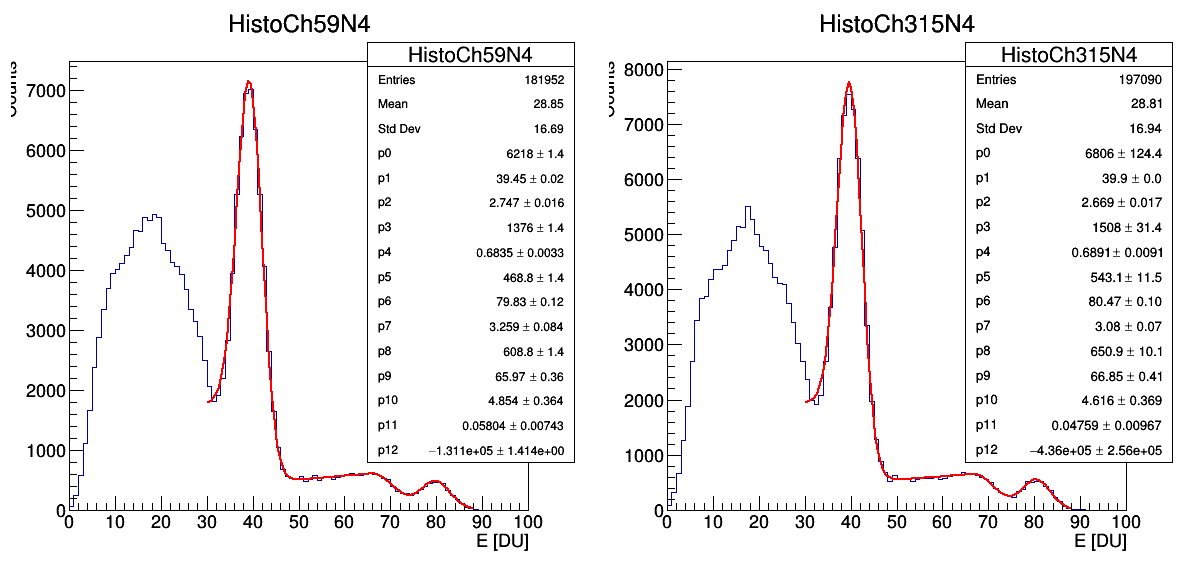 HistoCh59N4
HistoCh59N4
Entries 181952
Mean 28.85
Std Dev 16.69
p0 6218 ± 1.4
p1 39.45 ± 0.02
p2 2.747 ± 0.016
p3 1376 ± 1.4
p4 0.6835 ± 0.0033
p5 468.8 ± 1.4
p6 79.83 ± 0.12
p7 3.259 ± 0.084
p8 608.8 ± 1.4
p9 65.97 ± 0.36
p10 4.854 ± 0.364
p11 0.05804 ± 0.00743
p12 −1.311e+05 ± 1.414e+00
7000
6000
5000
4000
3000
2000
1000
0
0 10 20 30 40 50 60 70 80 90 100
E [DU]
HistoCh315N4
HistoCh315N4
Entries 197090
Mean 28.81
Std Dev 16.94
p0 6806 ± 124.4
p1 39.9 ± 0.0
p2 2.669 ± 0.017
p3 1508 ± 31.4
p4 0.6891 ± 0.0091
p5 543.1 ± 11.5
p6 80.47 ± 0.10
p7 3.08 ± 0.07
p8 650.9 ± 10.1
p9 66.85 ± 0.41
p10 4.616 ± 0.369
p11 0.04759 ± 0.00967
p12 −4.36e+05 ± 2.56e+05
8000
7000
6000
5000
4000
3000
2000
1000
0
0 10 20 30 40 50 60 70 80 90 100
E [DU]